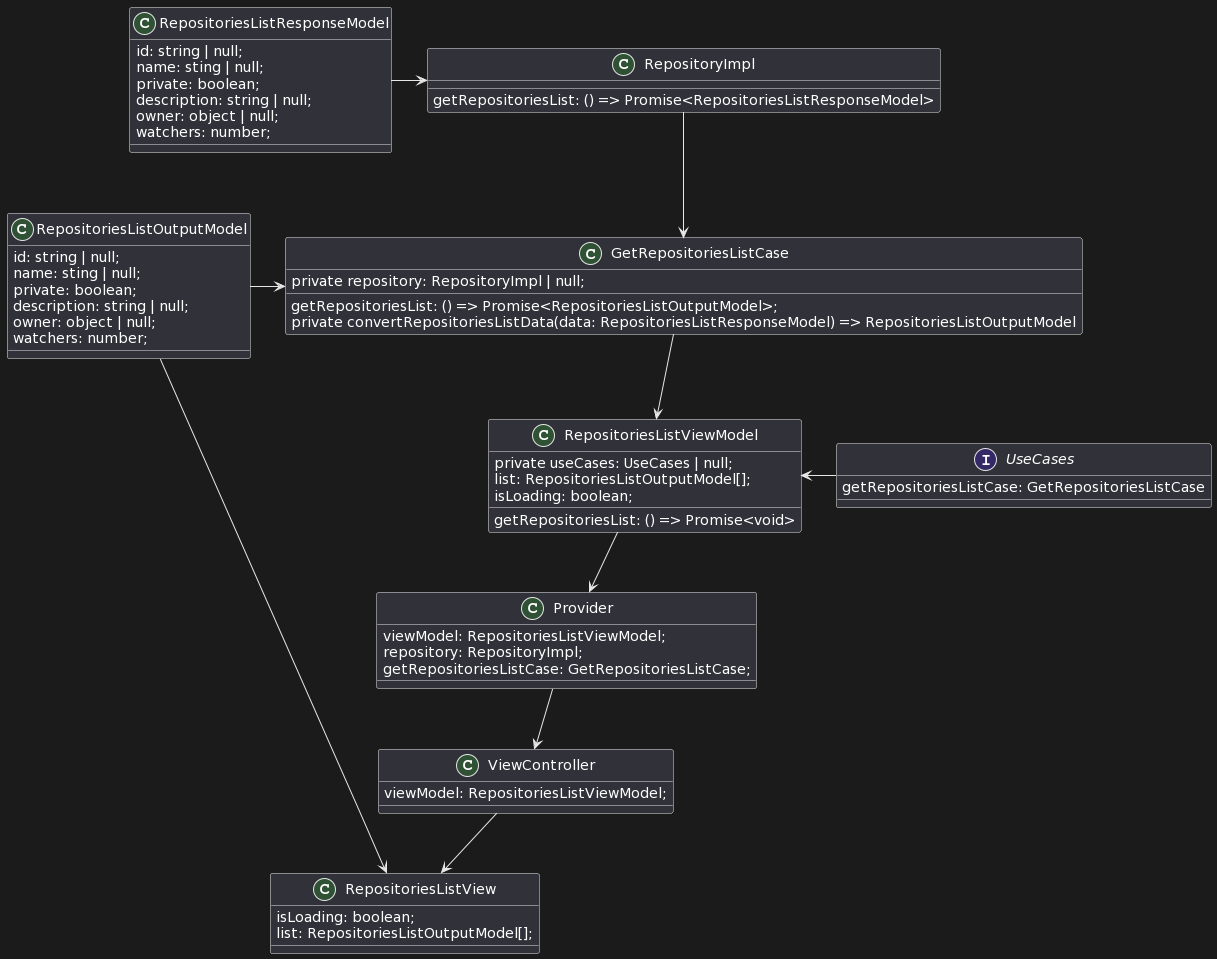 C RepositoriesListResponseModel
id: string | null;
name: sting | null;
private: boolean;
description: string | null;
owner: object | null;
watchers: number;
C RepositoryImpl
getRepositoriesList: () => Promise<RepositoriesListResponseModel>
C RepositoriesListOutputModel
id: string | null;
name: sting | null;
private: boolean;
description: string | null;
owner: object | null;
watchers: number;
C GetRepositoriesListCase
private repository: RepositoryImpl | null;
getRepositoriesList: () => Promise<RepositoriesListOutputModel>;
private convertRepositoriesListData(data: RepositoriesListResponseModel) => RepositoriesListOutputModel
C RepositoriesListViewModel
private useCases: UseCases | null;
list: RepositoriesListOutputModel[];
isLoading: boolean;
getRepositoriesList: () => Promise<void>
I UseCases
getRepositoriesListCase: GetRepositoriesListCase
C Provider
viewModel: RepositoriesListViewModel;
repository: RepositoryImpl;
getRepositoriesListCase: GetRepositoriesListCase;
C ViewController
viewModel: RepositoriesListViewModel;
C RepositoriesListView
isLoading: boolean;
list: RepositoriesListOutputModel[];